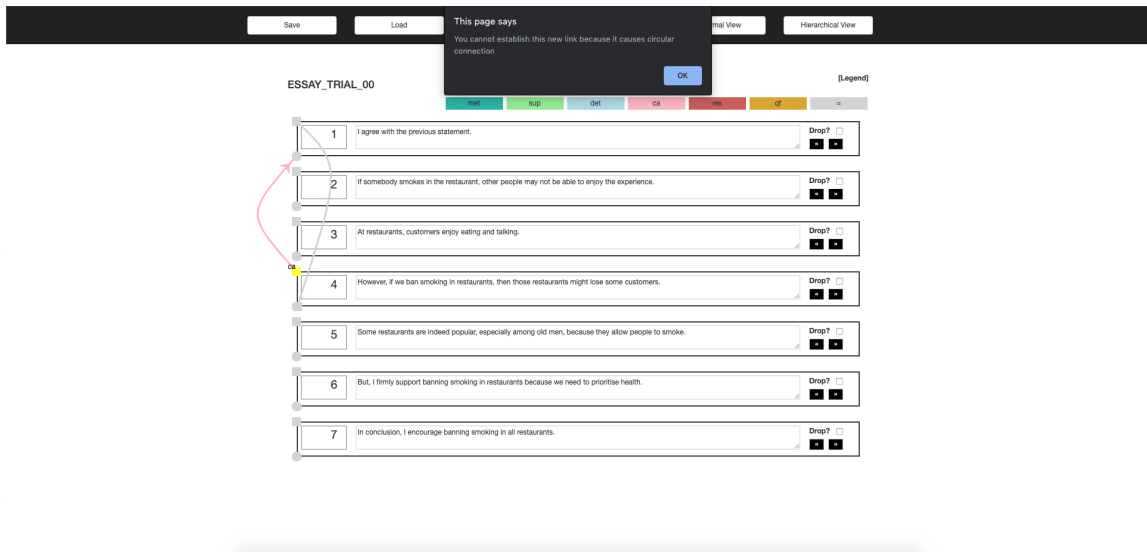 Save
Load
This page says
You cannot establish this new link because it causes circular
connection
OK
Hierarchical View
ESSAY_TRIAL_00
[Legend]
rnet sup det ca res qf =
1 I agree with the previous statement. Drop?
« »
2 If somebody smokes in the restaurant, other people may not be able to enjoy the experience. Drop?
« »
3 At restaurants, customers enjoy eating and talking. Drop?
« »
ca
4 However, if we ban smoking in restaurants, then those restaurants might lose some customers. Drop?
« »
5 Some restaurants are indeed popular, especially among old men, because they allow people to smoke. Drop?
« »
6 But, I firmly support banning smoking in restaurants because we need to prioritise health. Drop?
« »
7 In conclusion, I encourage banning smoking in all restaurants. Drop?
« »